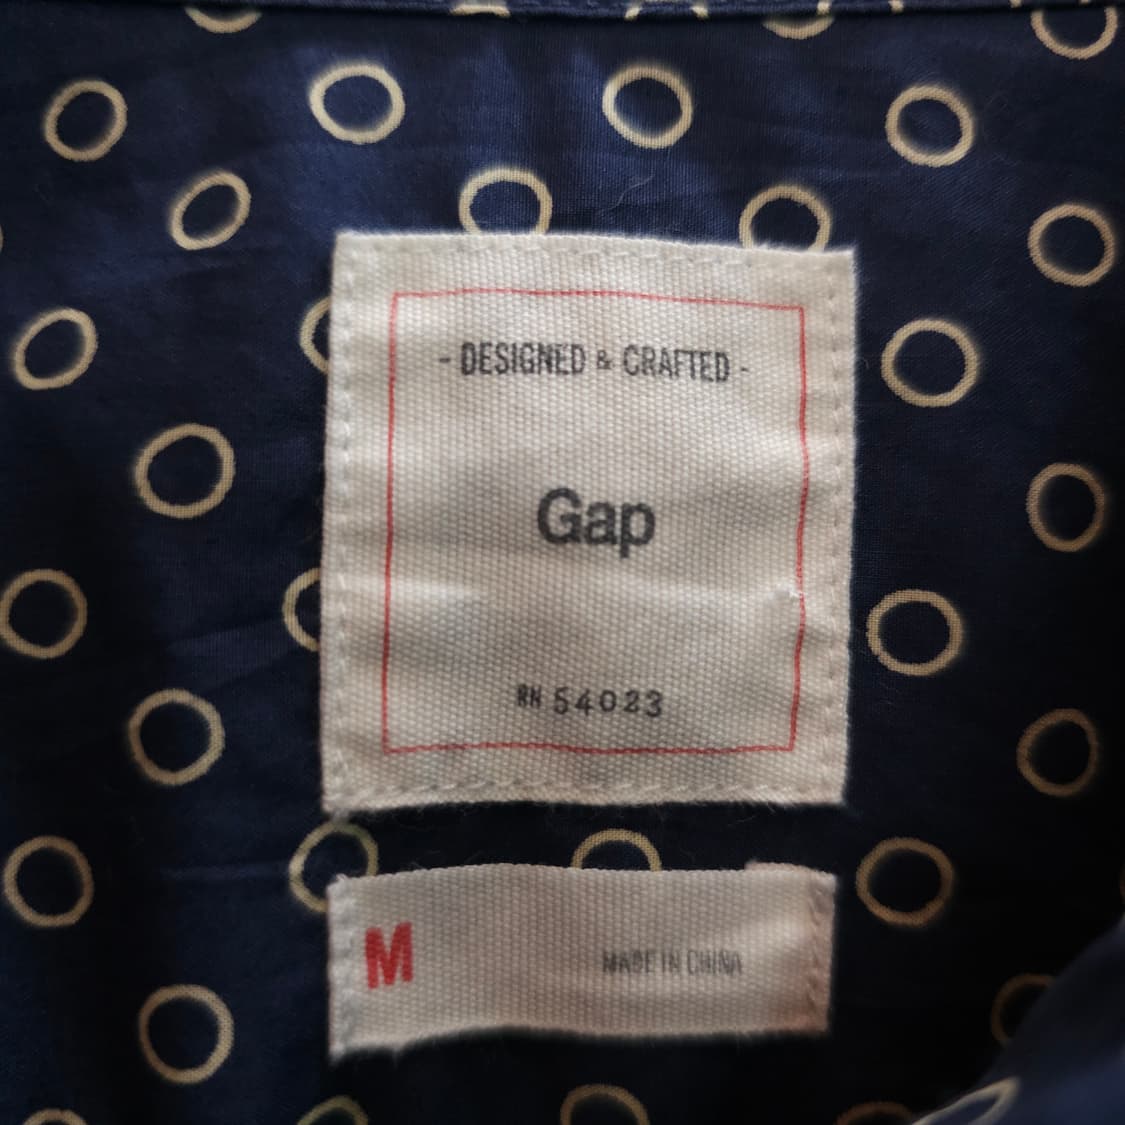 - DESIGNED & CRAFTED -
Gap
RN 54023
M
MADE IN CHINA